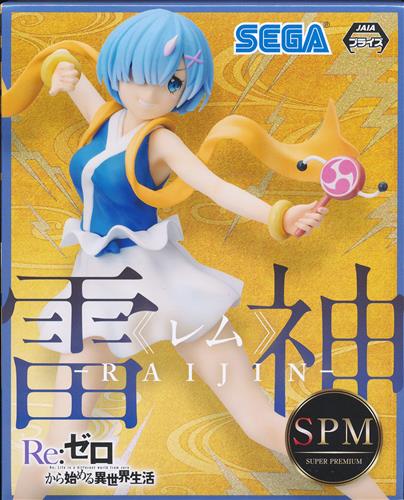 SEGA
JAIA
プライズ
雷神
《レム》
-RAIJIN-
Re:ゼロ
Re: Life in a different world from zero
から始める異世界生活
SPM
SUPER PREMIUM